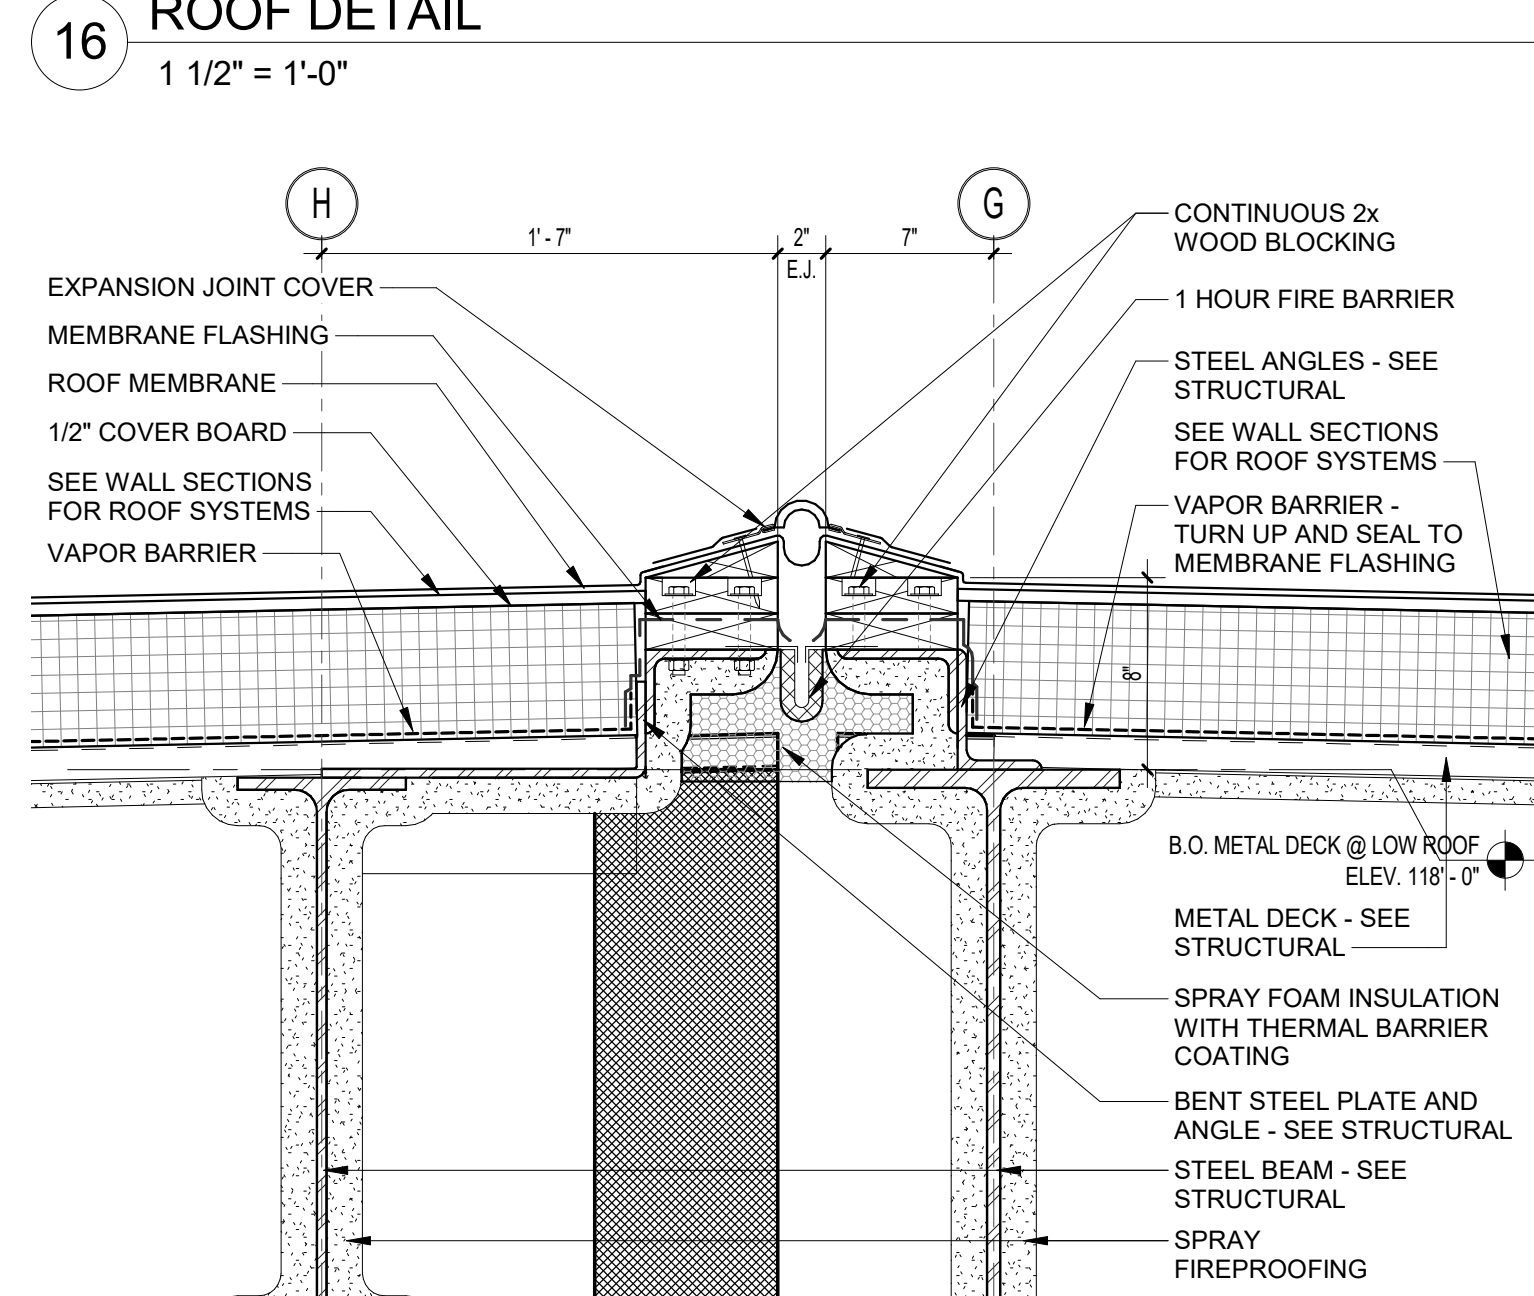 16
ROOF DETAIL
1 1/2" = 1'-0"
H
G
1' - 7"
2"
7"
E.J.
EXPANSION JOINT COVER
MEMBRANE FLASHING
ROOF MEMBRANE
1/2" COVER BOARD
SEE WALL SECTIONS
FOR ROOF SYSTEMS
VAPOR BARRIER
CONTINUOUS 2x
WOOD BLOCKING
1 HOUR FIRE BARRIER
STEEL ANGLES - SEE
STRUCTURAL
SEE WALL SECTIONS
FOR ROOF SYSTEMS
VAPOR BARRIER -
TURN UP AND SEAL TO
MEMBRANE FLASHING
8"
B.O. METAL DECK @ LOW ROOF
ELEV. 118' - 0"
METAL DECK - SEE
STRUCTURAL
SPRAY FOAM INSULATION
WITH THERMAL BARRIER
COATING
BENT STEEL PLATE AND
ANGLE - SEE STRUCTURAL
STEEL BEAM - SEE
STRUCTURAL
SPRAY
FIREPROOFING